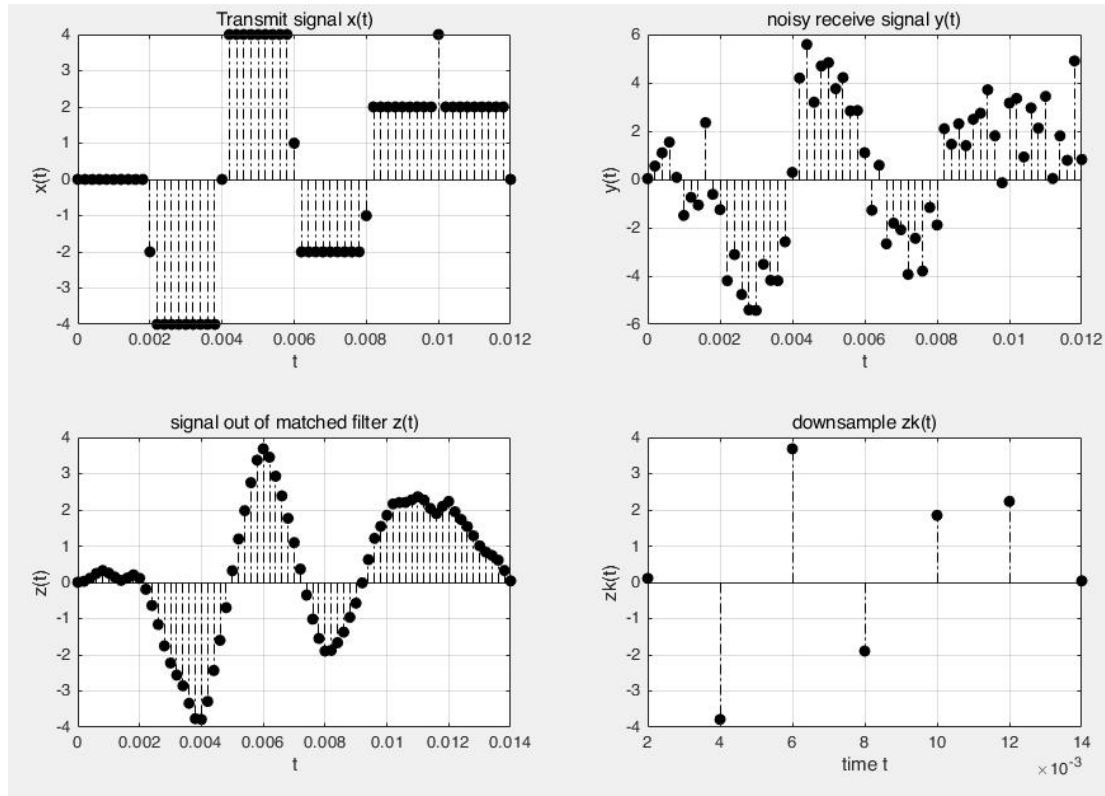 Transmit signal x(t)
4
3
2
1
0
-1
-2
-3
-4
x(t)
0 0.002 0.004 0.006 0.008 0.01 0.012
t
noisy receive signal y(t)
6
4
2
0
-2
-4
-6
y(t)
0 0.002 0.004 0.006 0.008 0.01 0.012
t
signal out of matched filter z(t)
4
3
2
1
0
-1
-2
-3
-4
z(t)
0 0.002 0.004 0.006 0.008 0.01 0.012 0.014
t
downsample zk(t)
4
3
2
1
0
-1
-2
-3
-4
zk(t)
2 4 6 8 10 12 14
time t
× 10⁻³